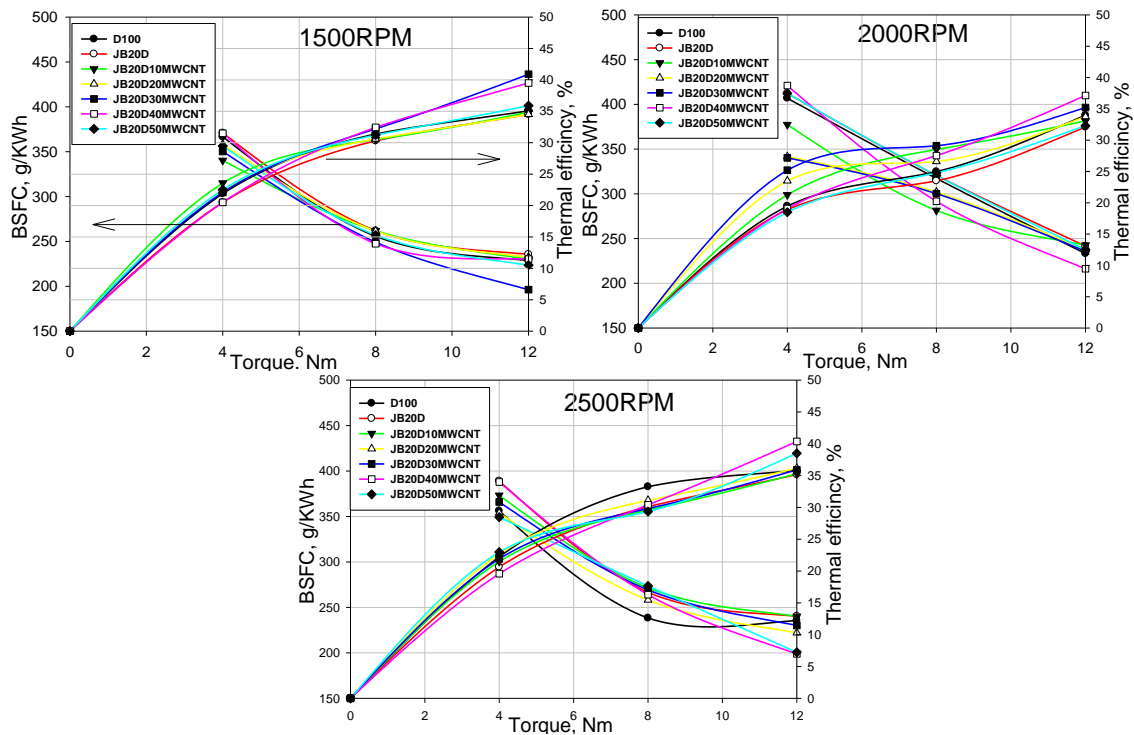 1500RPM
D100
JB20D
JB20D10MWCNT
JB20D20MWCNT
JB20D30MWCNT
JB20D40MWCNT
JB20D50MWCNT
BSFC, g/KWh
500
450
400
350
300
250
200
150
Thermal efficincy, %
50
45
40
35
30
25
20
15
10
5
0
0 2 4 6 8 10 12
Torque. Nm
2000RPM
D100
JB20D
JB20D10MWCNT
JB20D20MWCNT
JB20D30MWCNT
JB20D40MWCNT
JB20D50MWCNT
BSFC, g/KWh
500
450
400
350
300
250
200
150
Thermal efficincy, %
50
45
40
35
30
25
20
15
10
5
0
0 2 4 6 8 10 12
Torque, Nm
2500RPM
D100
JB20D
JB20D10MWCNT
JB20D20MWCNT
JB20D30MWCNT
JB20D40MWCNT
JB20D50MWCNT
BSFC, g/KWh
500
450
400
350
300
250
200
150
Thermal efficincy, %
50
45
40
35
30
25
20
15
10
5
0
0 2 4 6 8 10 12
Torque, Nm